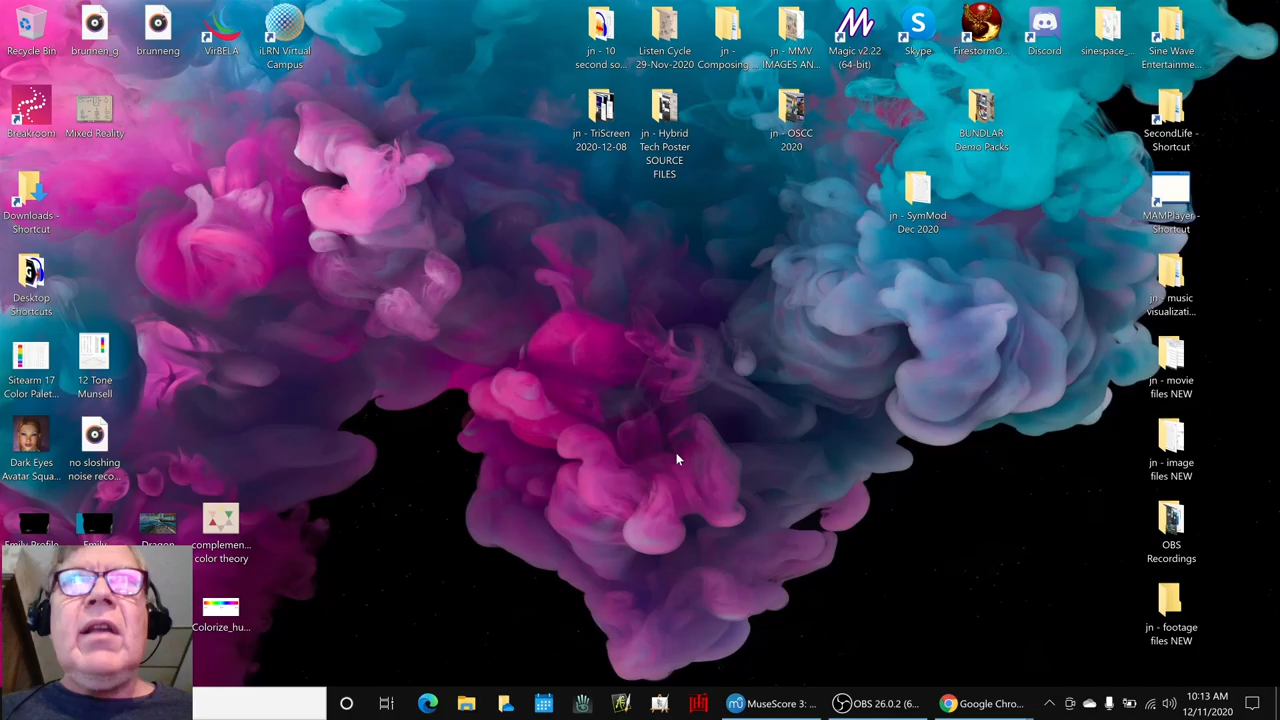 Recycle Bin
brunnen_g
brunneng
VirBELA
iLRN Virtual
Campus
jn - 10
second so...
Listen Cycle
29-Nov-2020
jn -
Composing_...
jn - MMV
IMAGES AN...
Magic v2.22
(64-bit)
Skype
FirestormO...
Discord
sinespace_...
Sine Wave
Entertainme...
Breakroom
Mixed Reality
jn - TriScreen
2020-12-08
jn - Hybrid
Tech Poster
SOURCE
FILES
jn - OSCC
2020
BUNDLAR
Demo Packs
SecondLife -
Shortcut
Downloads -
Shortcut
jn - SymMod
Dec 2020
MAMPlayer -
Shortcut
Desktop
Shortcuts
jn - music
visualizati...
Sitearm 17
Color Palet...
12 Tone
Munsell
jn - movie
files NEW
Dark Eyes
Avatar Squa...
no sloshing
noise reco...
jn - image
files NEW
Emily Profile
Emily
Dragon
complemen...
color theory
OBS
Recordings
Colorize_hu...
jn - footage
files NEW
MuseScore 3: ...
OBS 26.0.2 (6...
Google Chro...
10:13 AM
12/11/2020